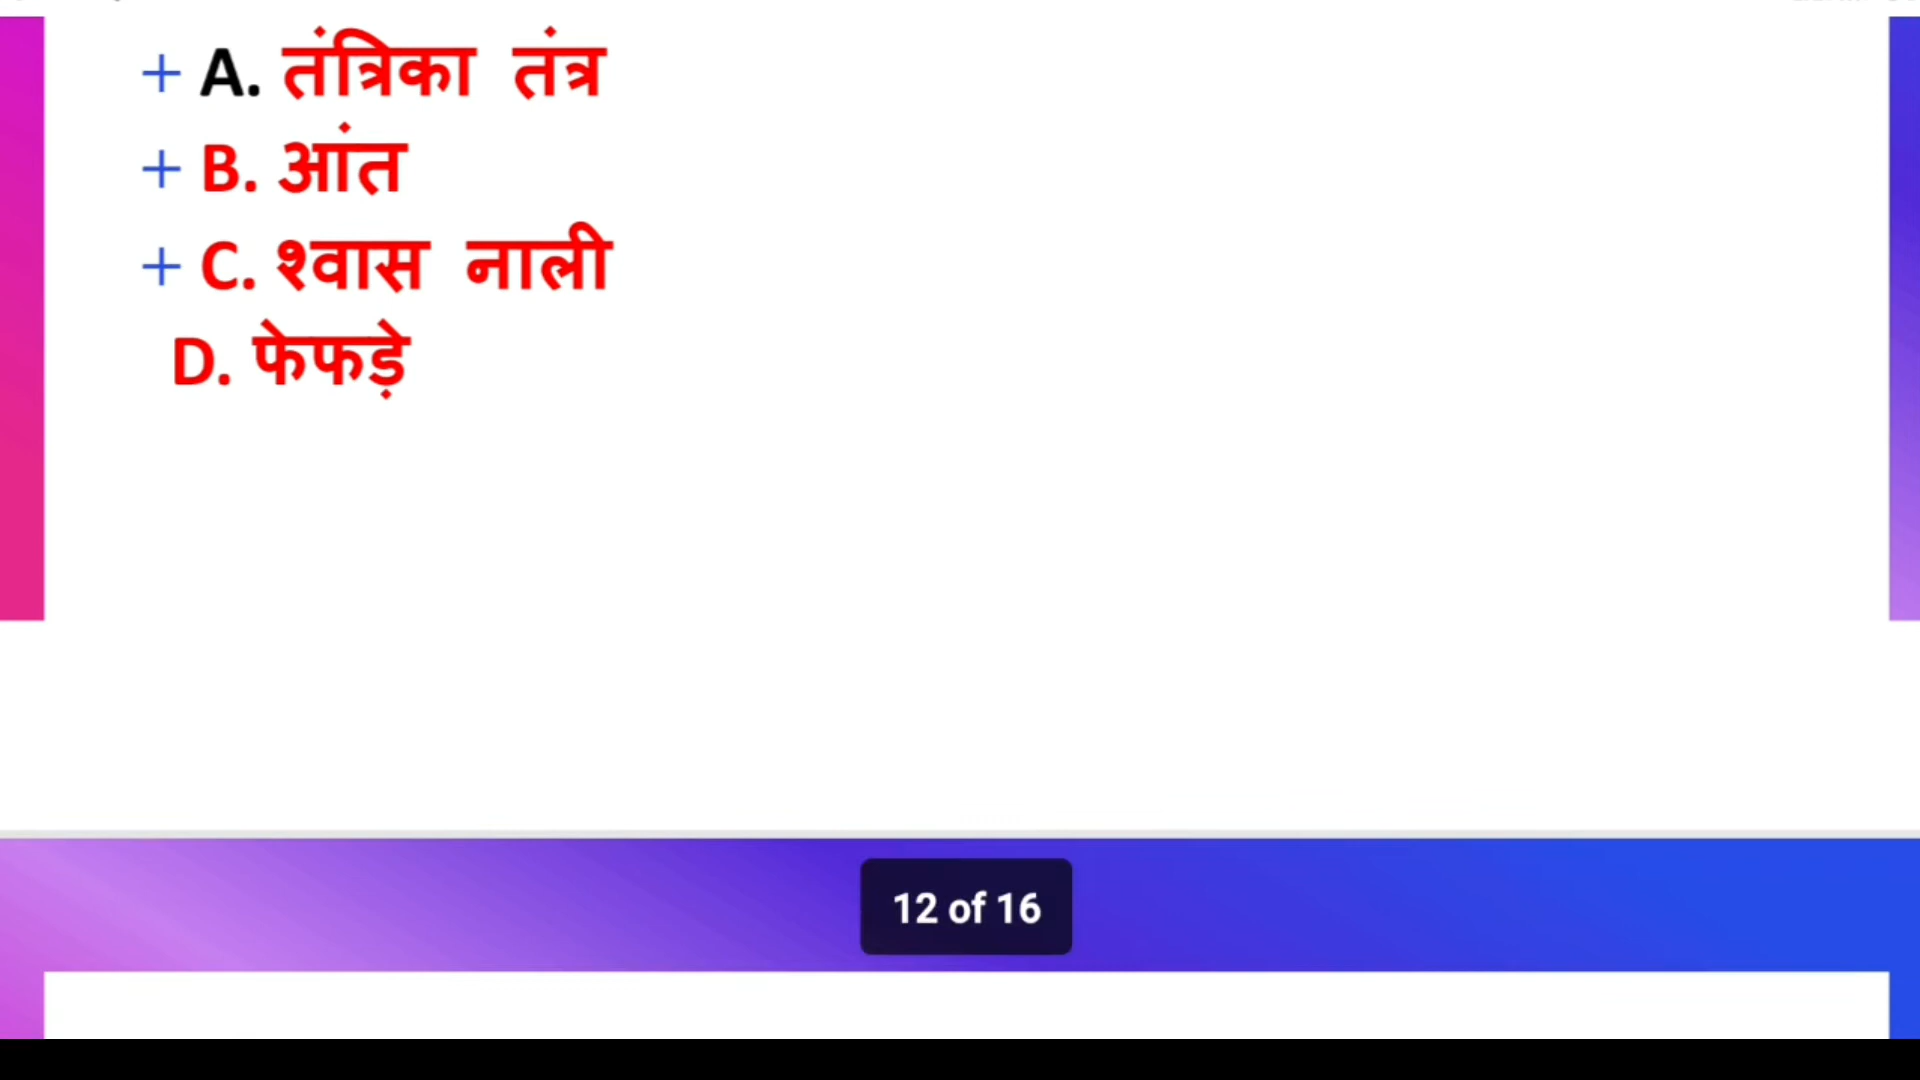 + A. तंत्रिका तंत्र
+ B. आंत
+ C. श्वास नाली
D. फेफड़े
12 of 16